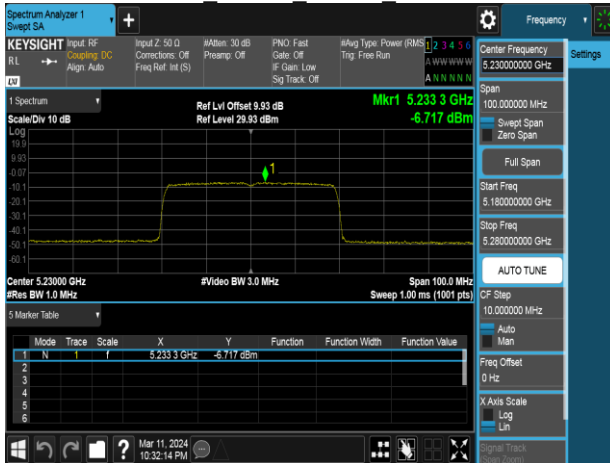 Spectrum Analyzer 1
Swept SA
+
Frequency
KEYSIGHT
Input: RF
Coupling: DC
Align: Auto
Input Z: 50 Ω
Corrections: Off
Freq Ref: Int (S)
#Atten: 30 dB
Preamp: Off
PNO: Fast
Gate: Off
IF Gain: Low
Sig Track: Off
#Avg Type: Power (RMS
Trig: Free Run
1 2 3 4 5 6
A W W W W W
A N N N N N
RL
LXI
Center Frequency
5.230000000 GHz
Settings
Span
100.000000 MHz
Swept Span
Zero Span
Full Span
Start Freq
5.180000000 GHz
Stop Freq
5.280000000 GHz
AUTO TUNE
CF Step
10.000000 MHz
Auto
Man
Freq Offset
0 Hz
X Axis Scale
Log
Lin
Signal Track
(Span Zoom)
1 Spectrum
Scale/Div 10 dB
Ref Lvl Offset 9.93 dB
Ref Level 29.93 dBm
Mkr1 5.233 3 GHz
-6.717 dBm
Log
19.9
9.93
-0.07
-10.1
-20.1
-30.1
-40.1
-50.1
-60.1
1
Center 5.23000 GHz
#Res BW 1.0 MHz
#Video BW 3.0 MHz
Span 100.0 MHz
Sweep 1.00 ms (1001 pts)
5 Marker Table
Mode Trace Scale X Y Function Function Width Function Value
1 N 1 f 5.233 3 GHz -6.717 dBm
2
3
4
5
6
?
Mar 11, 2024
10:32:14 PM